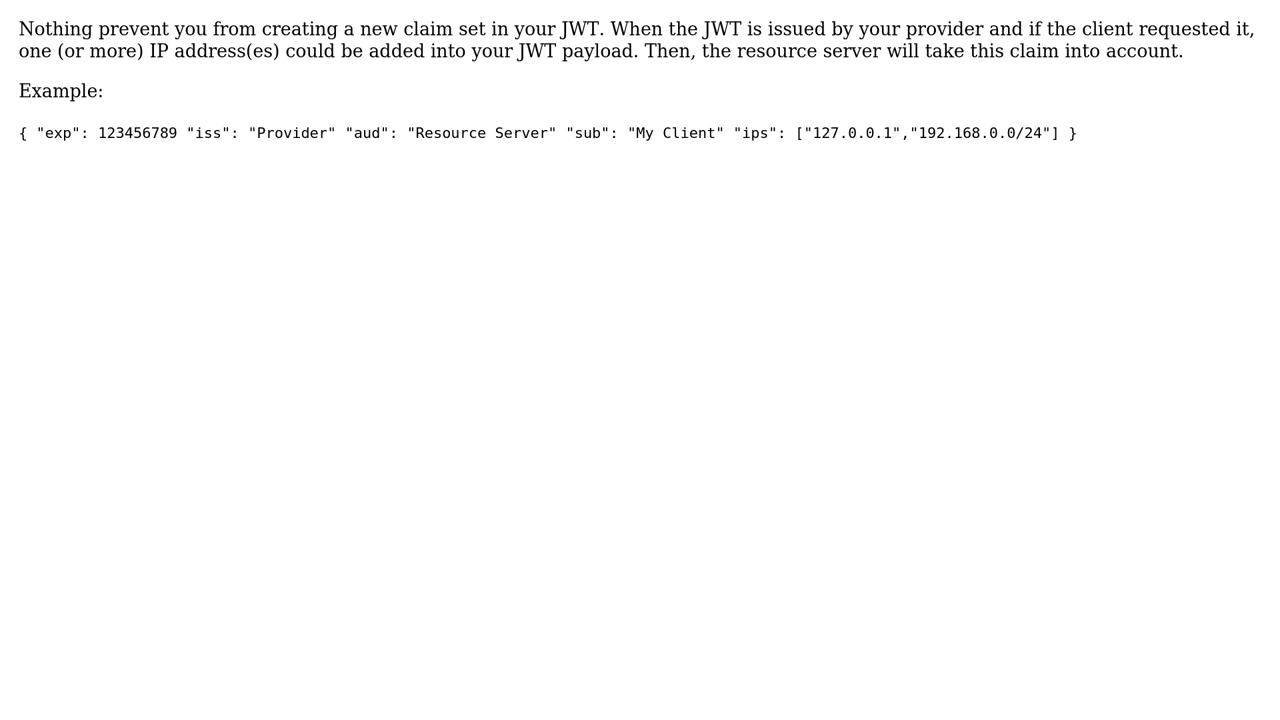 Nothing prevent you from creating a new claim set in your JWT. When the JWT is issued by your provider and if the client requested it,
one (or more) IP address(es) could be added into your JWT payload. Then, the resource server will take this claim into account.
Example:
{ "exp": 123456789 "iss": "Provider" "aud": "Resource Server" "sub": "My Client" "ips": ["127.0.0.1","192.168.0.0/24"] }